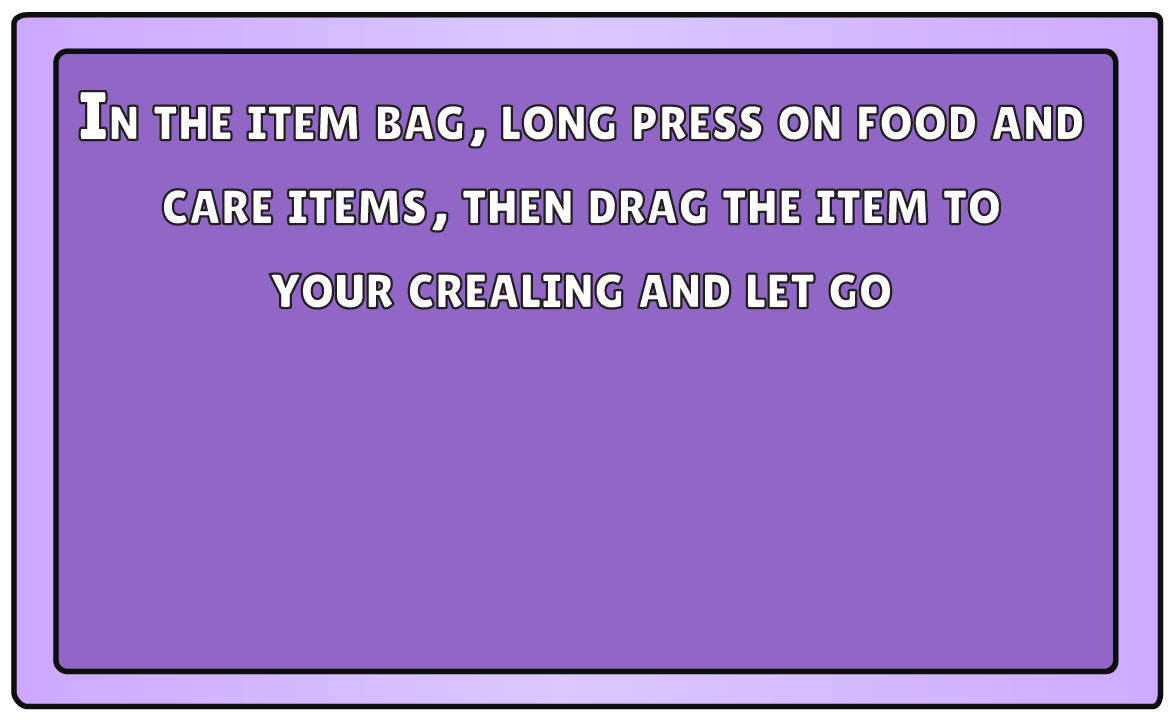 In the item bag, long press on food and
care items, then drag the item to
your crealing and let go